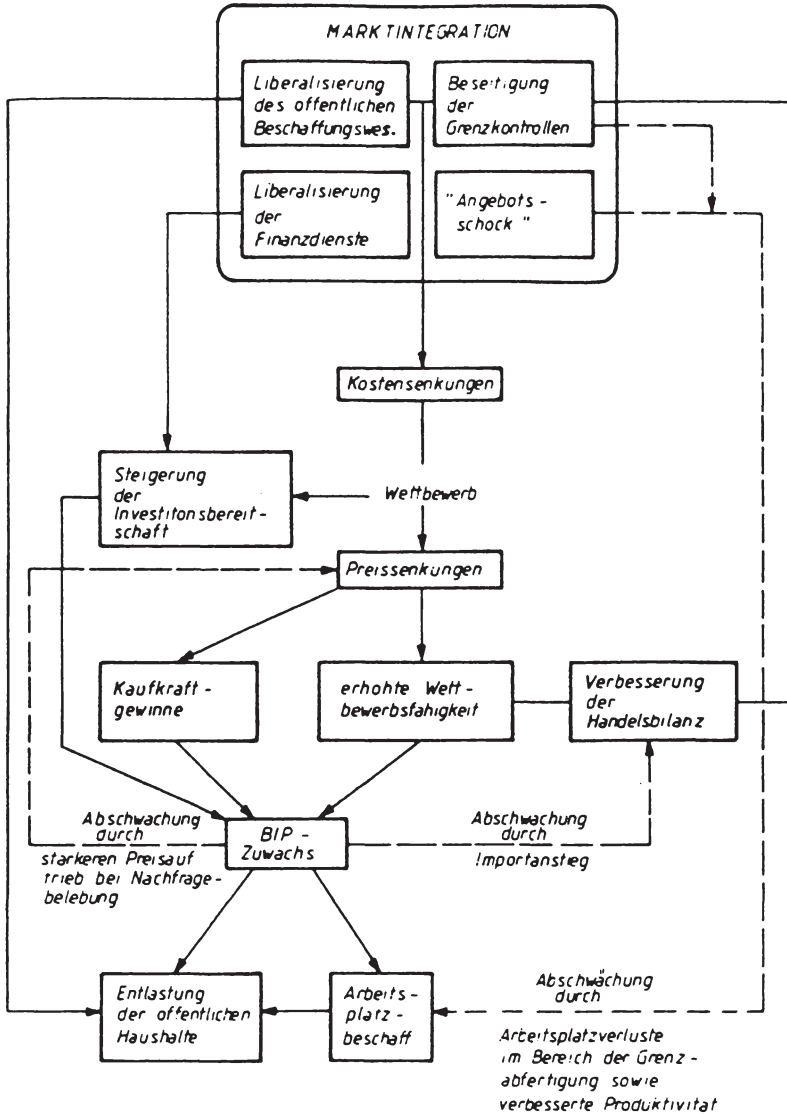 MARKTINTEGRATION
Liberalisierung
des offentlichen
Beschaffungswes.
Beseitigung
der
Grenzkontrollen
Liberalisierung
der
Finanzdienste
"Angebots-
schock"
Kostensenkungen
Steigerung
der
Investitonsbereit-
schaft
Wettbewerb
Preissenkungen
Kaufkraft-
gewinne
erhohte Wett-
bewerbsfahigkeit
Verbesserung
der
Handelsbilanz
Abschwachung
durch
starkeren Preisauf
trieb bei Nachfrage-
belebung
BIP-
Zuwachs
Abschwachung
durch
Importanstieg
Entlastung
der offentlichen
Haushalte
Arbeits-
platz-
beschaff
Abschwächung
durch
Arbeitsplatzverluste
im Bereich der Grenz-
abfertigung sowie
verbesserte Produktivitat